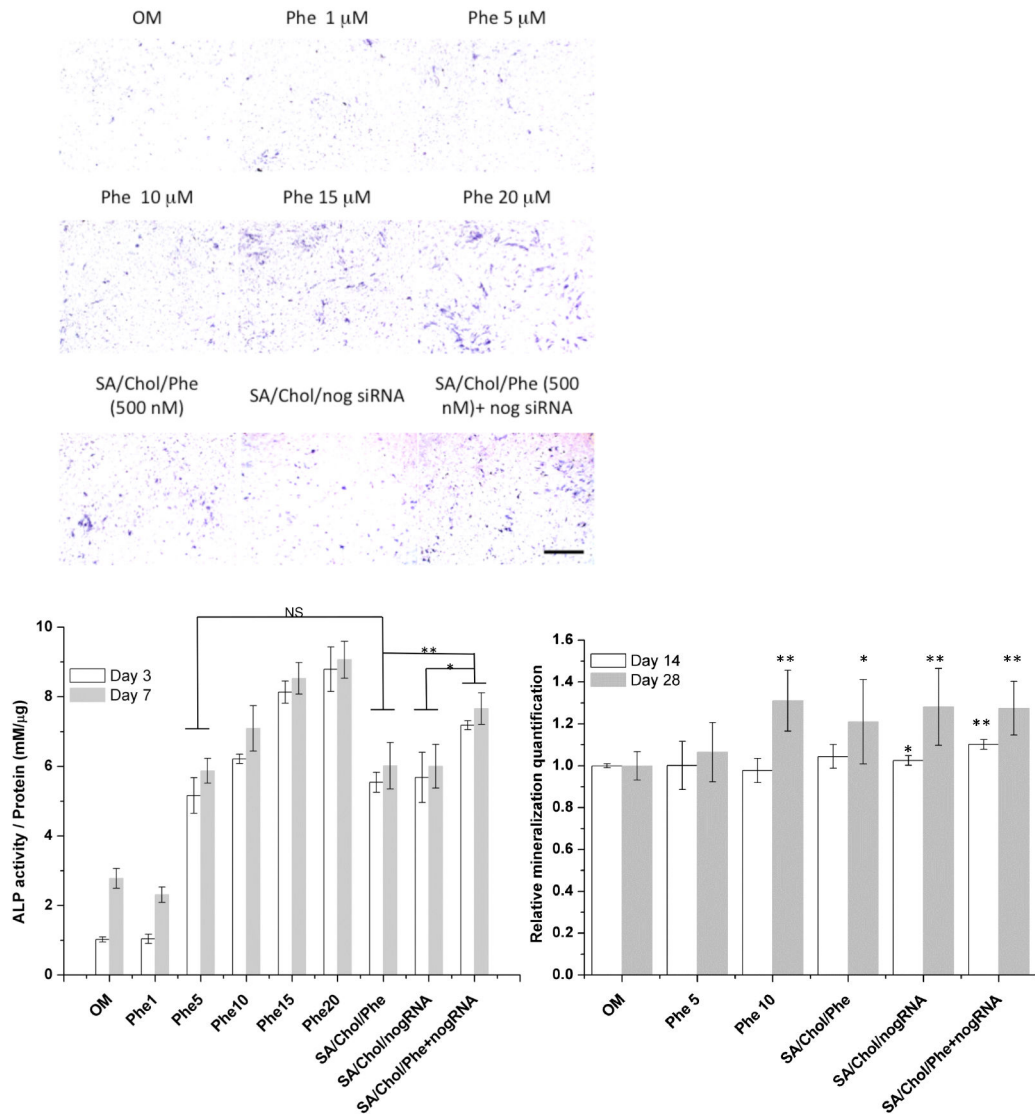 OM Phe 1 μM Phe 5 μM
Phe 10 μM Phe 15 μM Phe 20 μM
SA/Chol/Phe
(500 nM)
SA/Chol/nog siRNA
SA/Chol/Phe (500
nM)+ nog siRNA
NS
**
*
Day 3
Day 7
ALP activity / Protein (mM/μg)
10
8
6
4
2
0
OM
Phe1
Phe5
Phe10
Phe15
Phe20
SA/Chol/Phe
SA/Chol/nogRNA
SA/Chol/Phe+nogRNA
Day 14
Day 28
** * ** **
* **
Relative mineralization quantification
1.6
1.4
1.2
1.0
0.8
0.6
0.4
0.2
0.0
OM
Phe 5
Phe 10
SA/Chol/Phe
SA/Chol/nogRNA
SA/Chol/Phe+nogRNA